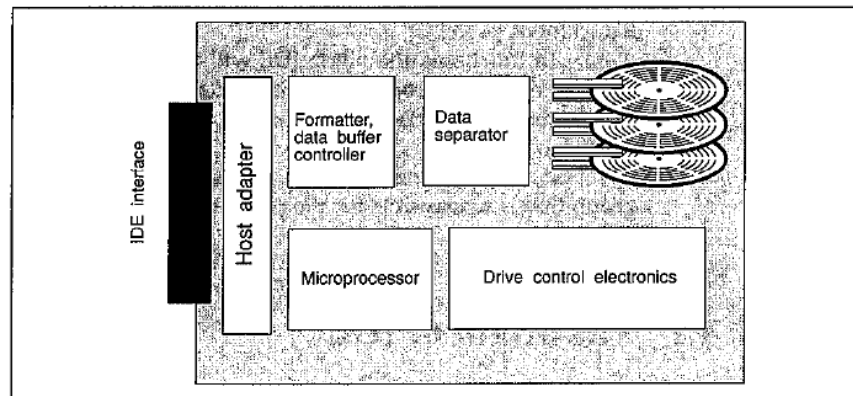 IDE interface
Host adapter
Formatter,
data buffer
controller
Data
separator
Microprocessor
Drive control electronics